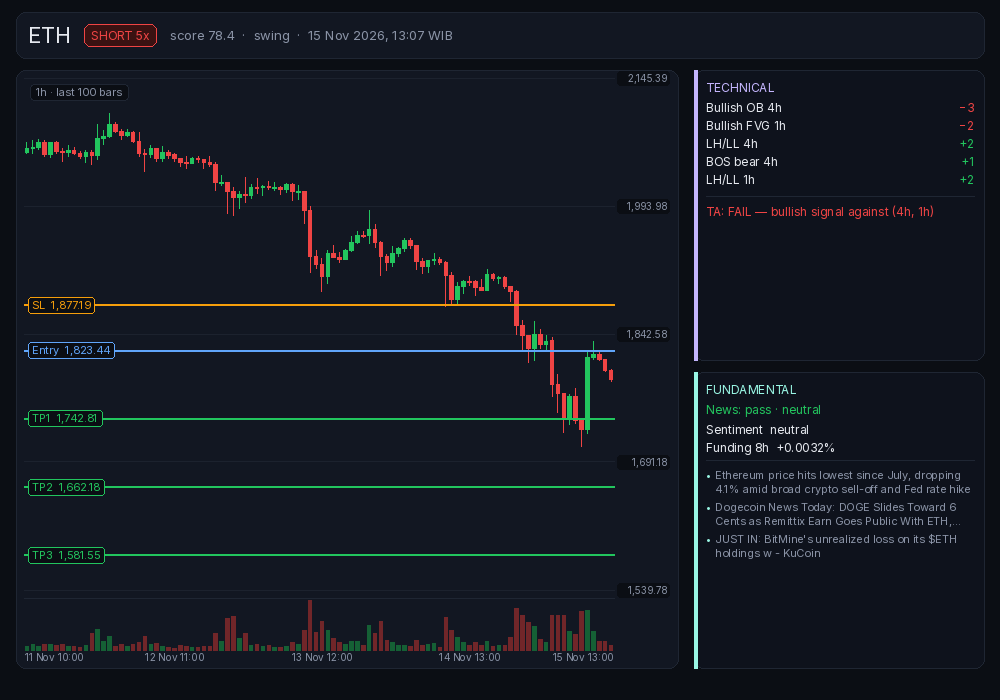 ETH SHORT 5x score 78.4 · swing · 15 Nov 2026, 13:07 WIB
1h · last 100 bars
2,145.39
1,993.98
SL 1,877.19
1,842.58
Entry 1,823.44
TP1 1,742.81
1,691.18
TP2 1,662.18
TP3 1,581.55
1,539.78
11 Nov 10:00 12 Nov 11:00 13 Nov 12:00 14 Nov 13:00 15 Nov 13:00
TECHNICAL
Bullish OB 4h −3
Bullish FVG 1h −2
LH/LL 4h +2
BOS bear 4h +1
LH/LL 1h +2
TA: FAIL — bullish signal against (4h, 1h)
FUNDAMENTAL
News: pass · neutral
Sentiment neutral
Funding 8h +0.0032%
• Ethereum price hits lowest since July, dropping
4.1% amid broad crypto sell-off and Fed rate hike
• Dogecoin News Today: DOGE Slides Toward 6
Cents as Remittix Earn Goes Public With ETH,...
• JUST IN: BitMine's unrealized loss on its $ETH
holdings w - KuCoin